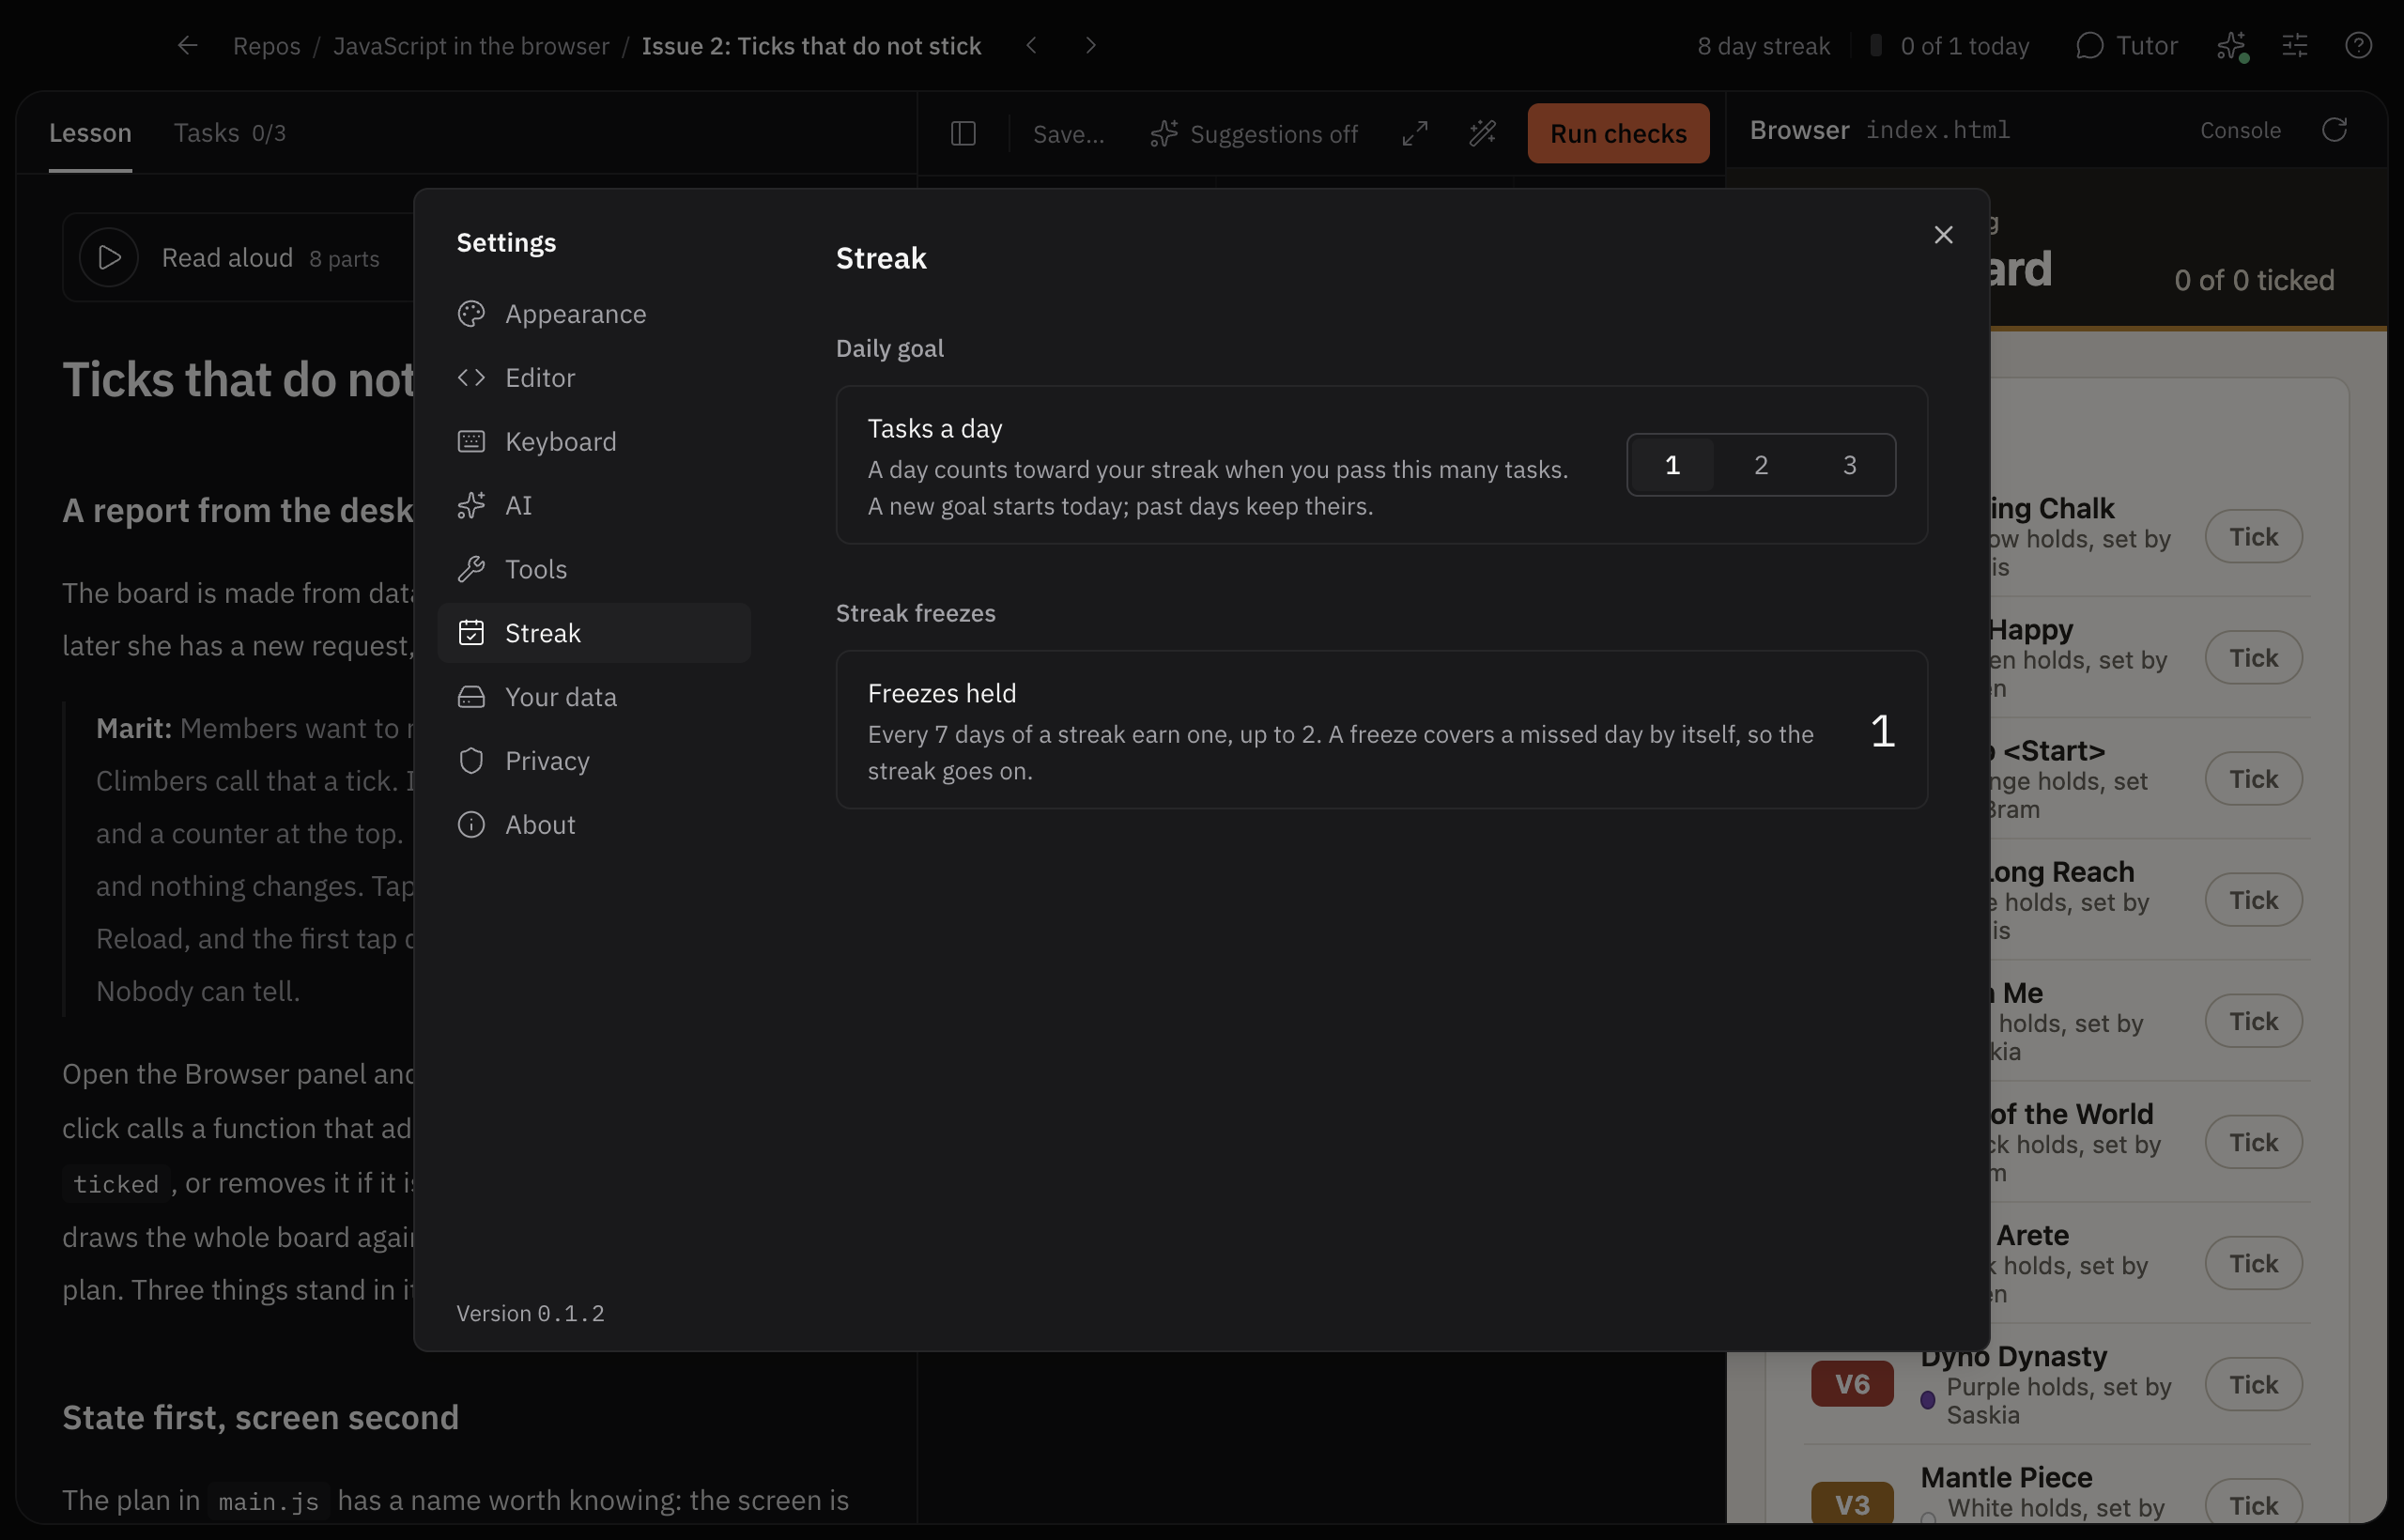 Repos / JavaScript in the browser / Issue 2: Ticks that do not stick
8 day streak
0 of 1 today
Tutor
Lesson
Tasks 0/3
Save...
Suggestions off
Run checks
Browser index.html
Console
Read aloud 8 parts
Ticks that do not
A report from the desk
The board is made from data
later she has a new request,
Marit: Members want to
Climbers call that a tick.
and a counter at the top.
and nothing changes. Tap
Reload, and the first tap
Nobody can tell.
Open the Browser panel and
click calls a function that ad
ticked , or removes it if it is
draws the whole board again
plan. Three things stand in it
State first, screen second
The plan in main.js has a name worth knowing: the screen is
Settings
Appearance
Editor
Keyboard
AI
Tools
Streak
Your data
Privacy
About
Version 0.1.2
Streak
Daily goal
Tasks a day
A day counts toward your streak when you pass this many tasks.
A new goal starts today; past days keep theirs.
1 2 3
Streak freezes
Freezes held
Every 7 days of a streak earn one, up to 2. A freeze covers a missed day by itself, so the
streak goes on.
1
ard
0 of 0 ticked
ing Chalk
ow holds, set by
is
Tick
Happy
en holds, set by
n
Tick
<Start>
nge holds, set
Bram
Tick
Long Reach
e holds, set by
is
Tick
Me
holds, set by
kia
Tick
of the World
ck holds, set by
m
Tick
Arete
k holds, set by
en
Tick
V6
Dyno Dynasty
Purple holds, set by
Saskia
Tick
V3
Mantle Piece
White holds, set by
Tick